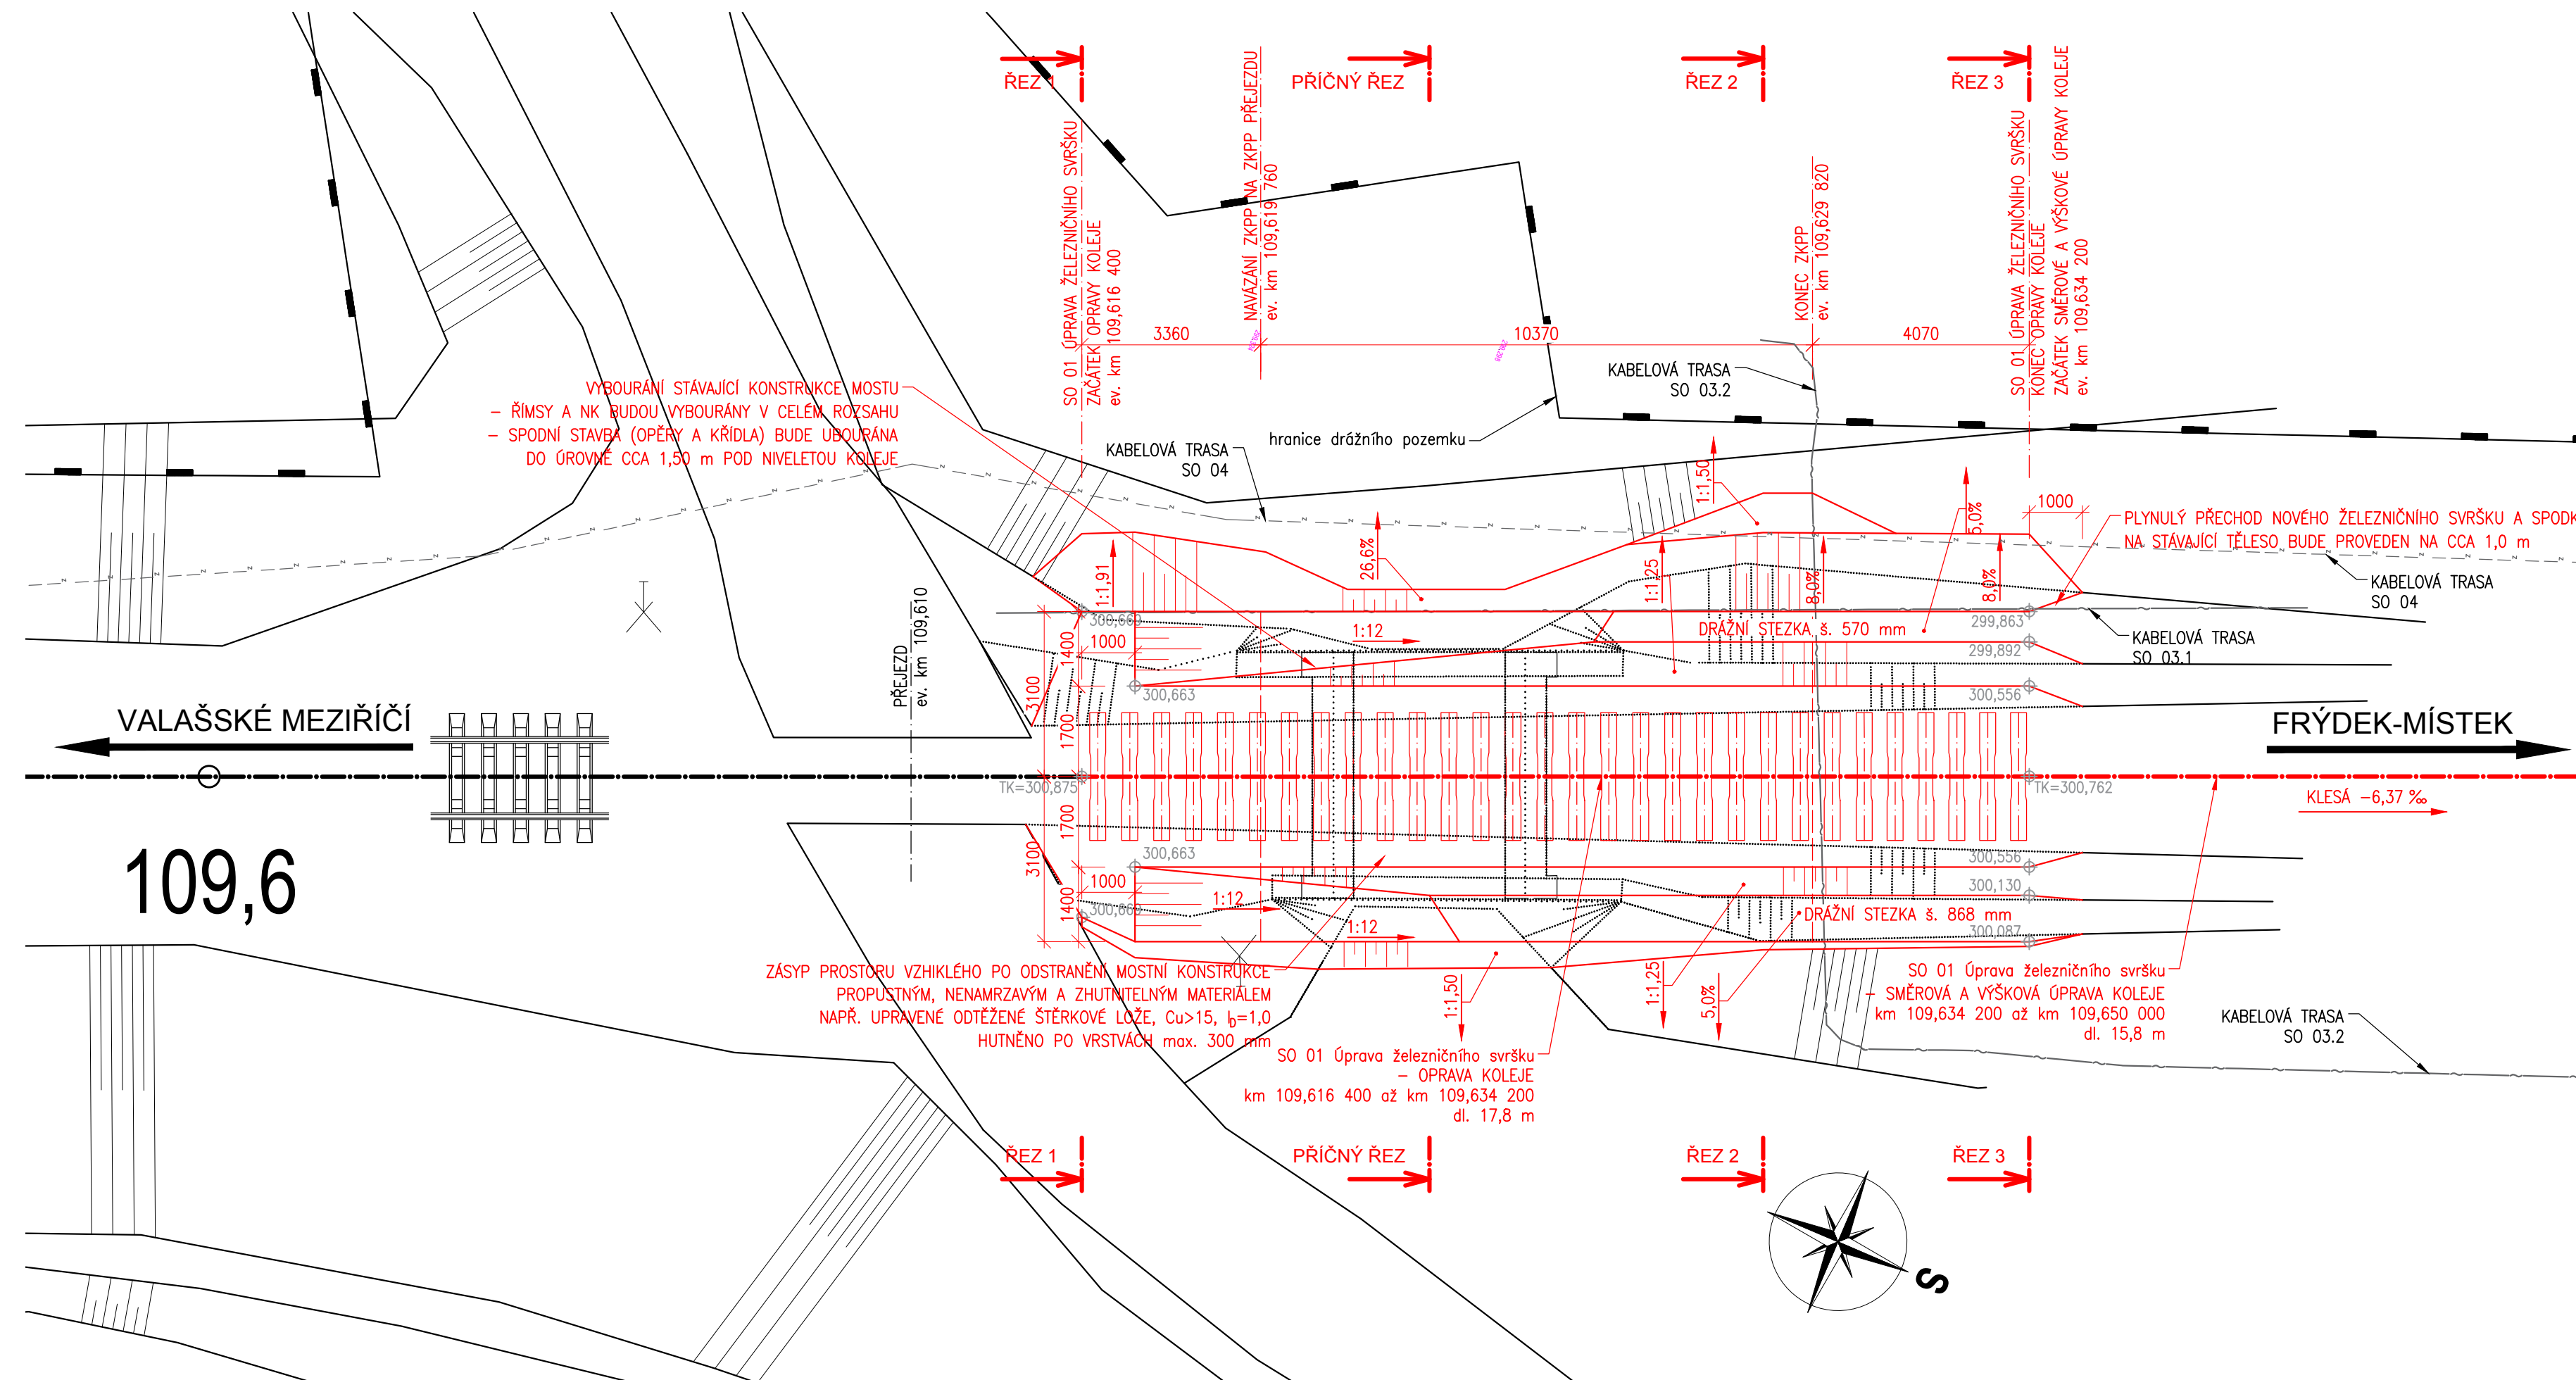 ŘEZ 1
PŘÍČNÝ ŘEZ
ŘEZ 2
ŘEZ 3
SO 01 ÚPRAVA ŽELEZNIČNÍHO SVRŠKU
ZAČÁTEK OPRAVY KOLEJE
ev. km 109,616 400
NAVÁZÁNÍ ZKPP NA ZKPP PŘEJEZDU
ev. km 109,619 760
KONEC ZKPP
ev. km 109,629 820
SO 01 ÚPRAVA ŽELEZNIČNÍHO SVRŠKU
KONEC OPRAVY KOLEJE
ZAČÁTEK SMĚROVÉ A VÝŠKOVÉ ÚPRAVY KOLEJE
ev. km 109,634 200
3360
10370
4070
VYBOURÁNÍ STÁVAJÍCÍ KONSTRUKCE MOSTU
– ŘÍMSY A NK BUDOU VYBOURÁNY V CELÉM ROZSAHU
– SPODNÍ STAVBA (OPĚRY A KŘÍDLA) BUDE UBOURÁNA
DO ÚROVNĚ CCA 1,50 m POD NIVELETOU KOLEJE
KABELOVÁ TRASA
SO 04
hranice drážního pozemku
KABELOVÁ TRASA
SO 03.2
1:1,50
5,0%
1000
PLYNULÝ PŘECHOD NOVÉHO ŽELEZNIČNÍHO SVRŠKU A SPODK
NA STÁVAJÍCÍ TĚLESO BUDE PROVEDEN NA CCA 1,0 m
KABELOVÁ TRASA
SO 04
KABELOVÁ TRASA
SO 03.1
1:1,91
26,6%
1:1,25
8,0%
8,0%
300,669
1400
1000
1:12
DRÁŽNÍ STEZKA š. 570 mm
299,863
299,892
300,663
300,556
3100
1700
PŘEJEZD
ev. km 109,610
VALAŠSKÉ MEZIŘÍČÍ
FRÝDEK-MÍSTEK
TK=300,875
TK=300,762
KLESÁ –6,37 ‰
109,6
1700
3100
300,663
300,556
1000
300,130
1400
300,669
1:12
1:12
DRÁŽNÍ STEZKA š. 868 mm
300,087
ZÁSYP PROSTORU VZHIKLÉHO PO ODSTRANĚNÍ MOSTNÍ KONSTRUKCE
PROPUSTNÝM, NENAMRZAVÝM A ZHUTNITELNÝM MATERIÁLEM
NAPŘ. UPRAVENÉ ODTĚŽENÉ ŠTĚRKOVÉ LOŽE, Cu>15, ID=1,0
HUTNĚNO PO VRSTVÁCH max. 300 mm
1:1,50
1:1,25
5,0%
SO 01 Úprava železničního svršku
– SMĚROVÁ A VÝŠKOVÁ ÚPRAVA KOLEJE
km 109,634 200 až km 109,650 000
dl. 15,8 m
KABELOVÁ TRASA
SO 03.2
SO 01 Úprava železničního svršku
– OPRAVA KOLEJE
km 109,616 400 až km 109,634 200
dl. 17,8 m
ŘEZ 1
PŘÍČNÝ ŘEZ
ŘEZ 2
ŘEZ 3
S